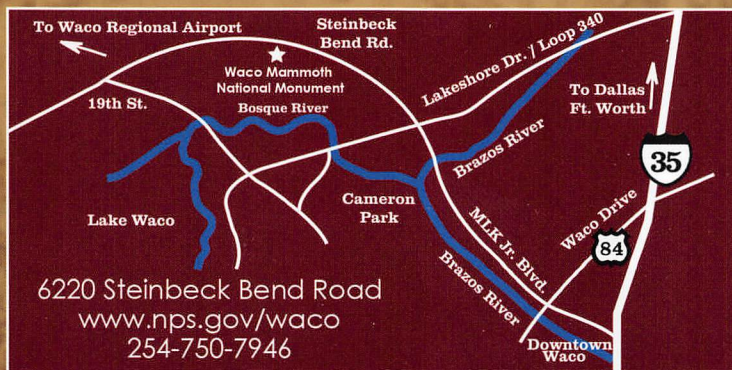 To Waco Regional Airport
Steinbeck
Bend Rd.
Lakeshore Dr. / Loop 340
Waco Mammoth
National Monument
19th St.
Bosque River
To Dallas
Ft. Worth
Brazos River
35
Cameron
Park
Lake Waco
MLK Jr. Blvd.
Waco Drive
84
Brazos River
6220 Steinbeck Bend Road
www.nps.gov/waco
254-750-7946
Downtown
Waco